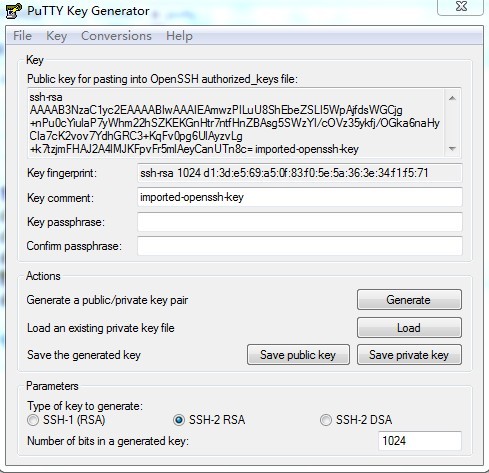 PuTTY Key Generator
File Key Conversions Help
Key
Public key for pasting into OpenSSH authorized_keys file:
ssh-rsa
AAAAB3NzaC1yc2EAAAABIwAAAIEAmwzPILuU8ShEbeZSLI5WpAjfdsWGCjg
+nPu0cYiulaP7yWhm22hSZKEKGnHtr7ntfHnZBAsg5SWzYI/cOVz35ykfj/OGka6naHy
Cla7cK2vov7YdhGRC3+KqFv0pg6UlAyzvLg
+k7tzjmFHAJ2A4IMJKFpvFr5mIAeyCanUTn8c= imported-openssh-key
Key fingerprint: ssh-rsa 1024 d1:3d:e5:69:a5:0f:83:f0:5e:5a:36:3e:34:f1:f5:71
Key comment: imported-openssh-key
Key passphrase:
Confirm passphrase:
Actions
Generate a public/private key pair Generate
Load an existing private key file Load
Save the generated key Save public key Save private key
Parameters
Type of key to generate:
SSH-1 (RSA) SSH-2 RSA SSH-2 DSA
Number of bits in a generated key: 1024